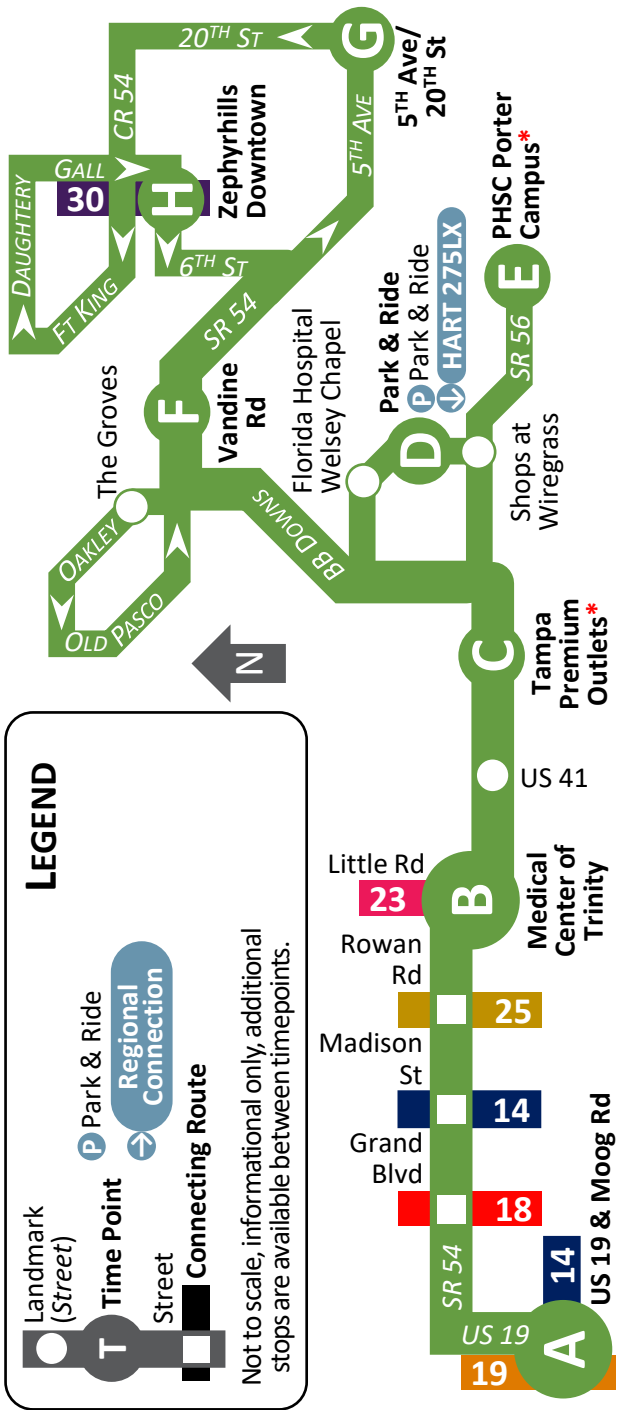 LEGEND
Landmark
(Street)
T
Time Point
Street
Connecting Route
P Park & Ride
Regional
Connection
Not to scale, informational only, additional
stops are available between timepoints.
N
19
A
14
US 19 & Moog Rd
US 19
SR 54
Grand
Blvd
18
Madison
St
14
Rowan
Rd
25
Little Rd
23
B
Medical
Center of
Trinity
US 41
C
Tampa
Premium
Outlets*
BB DOWNS
Shops at
Wiregrass
Florida Hospital
Welsey Chapel
D
Park & Ride
P Park & Ride
HART 275LX
SR 56
E
PHSC Porter
Campus*
The Groves
OAKLEY
OLD PASCO
F
Vandine
Rd
SR 54
5TH AVE
G
5TH Ave/
20TH St
20TH ST
CR 54
FT KING
DAUGHTERY
GALL
30
H
Zephyrhills
Downtown
6TH ST